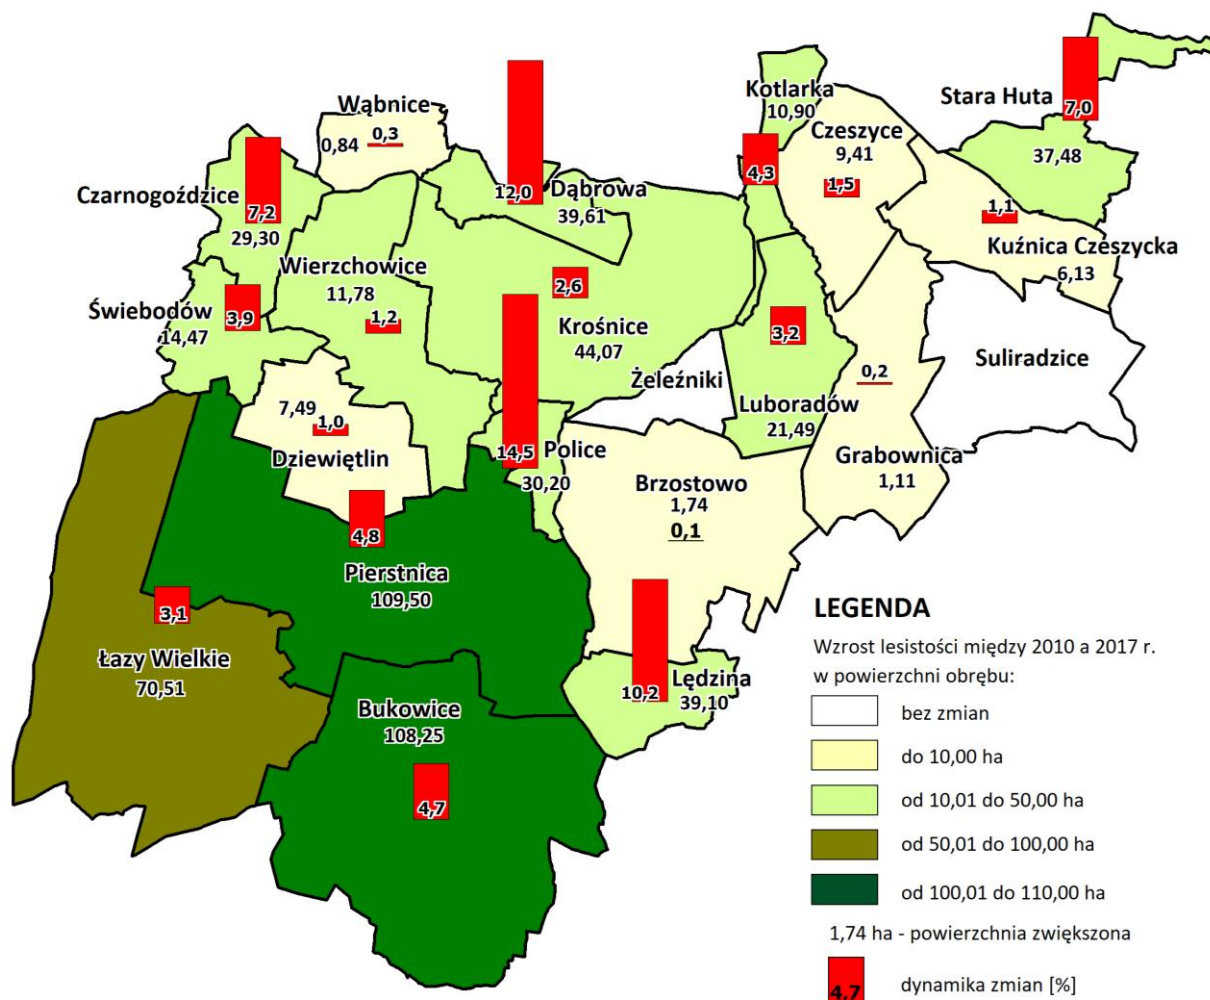 Stara Huta
7,0
37,48
Kotlarka
10,90
4,3
Wąbnice
0,3
0,84
Czeszyce
9,41
1,5
Czarnogoździce
7,2
29,30
12,0
Dąbrowa
39,61
1,1
Kuźnica Czeszycka
6,13
Wierzchowice
11,78
1,2
Świebodów
3,9
14,47
2,6
Krośnice
44,07
3,2
Luboradów
21,49
Żeleźniki
Suliradzice
0,2
Grabownica
1,11
7,49
1,0
Dziewiętlin
14,5
Police
30,20
Brzostowo
1,74
0,1
4,8
Pierstnica
109,50
3,1
Łazy Wielkie
70,51
Bukowice
108,25
4,7
10,2
Lędzina
39,10
LEGENDA
Wzrost lesistości między 2010 a 2017 r.
w powierzchni obrębu:
bez zmian
do 10,00 ha
od 10,01 do 50,00 ha
od 50,01 do 100,00 ha
od 100,01 do 110,00 ha
1,74 ha - powierzchnia zwiększona
4,7 dynamika zmian [%]